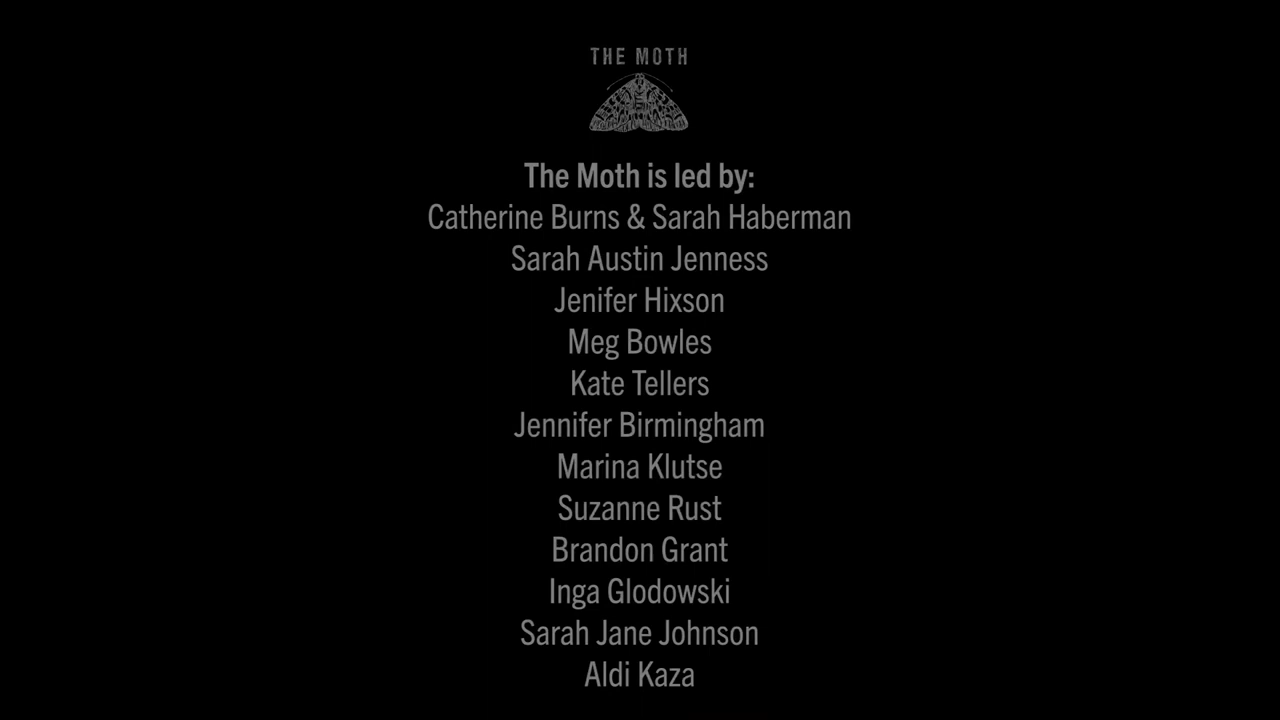 THE MOTH
The Moth is led by:
Catherine Burns & Sarah Haberman
Sarah Austin Jenness
Jenifer Hixson
Meg Bowles
Kate Tellers
Jennifer Birmingham
Marina Klutse
Suzanne Rust
Brandon Grant
Inga Glodowski
Sarah Jane Johnson
Aldi Kaza